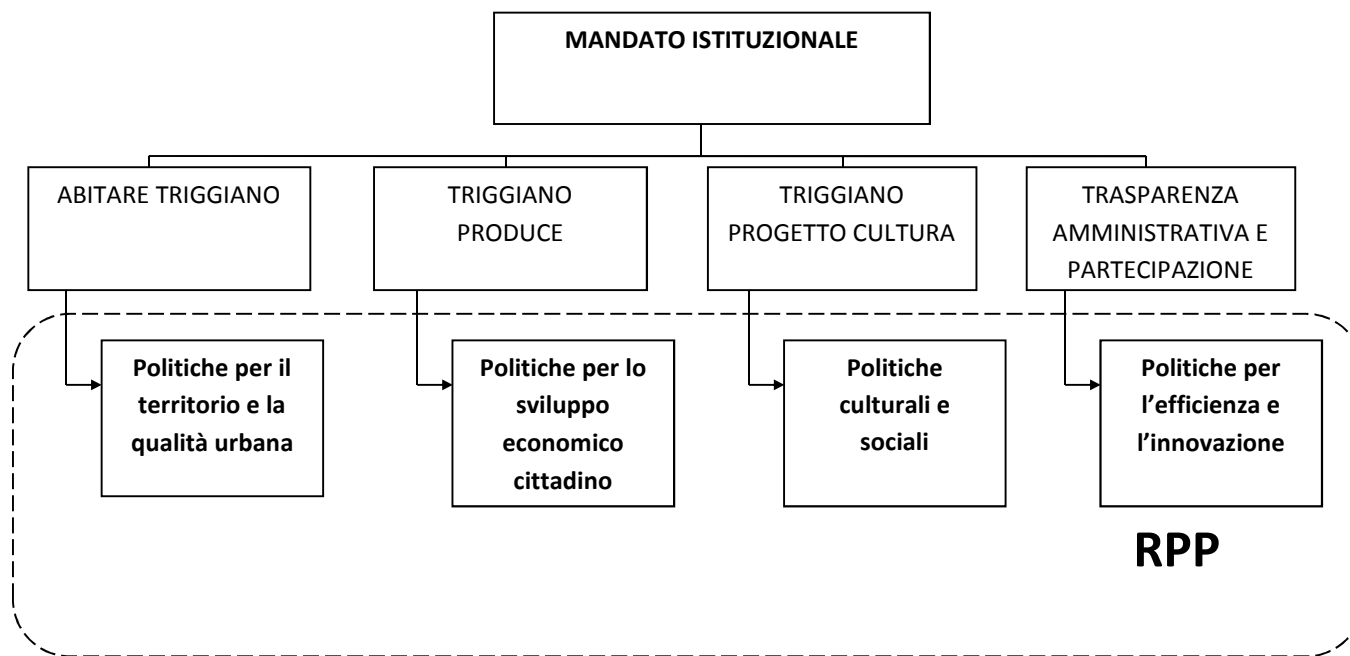 MANDATO ISTITUZIONALE
ABITARE TRIGGIANO
TRIGGIANO
PRODUCE
TRIGGIANO
PROGETTO CULTURA
TRASPARENZA
AMMINISTRATIVA E
PARTECIPAZIONE
Politiche per il
territorio e la
qualità urbana
Politiche per lo
sviluppo
economico
cittadino
Politiche
culturali e
sociali
Politiche per
l’efficienza e
l’innovazione
RPP